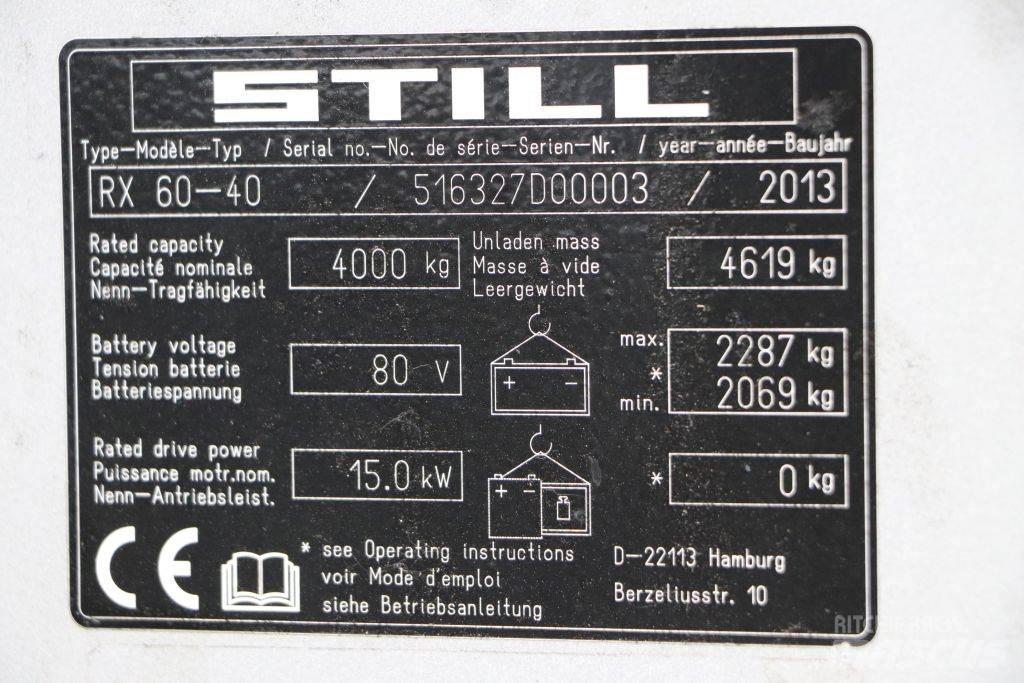 STILL
Type-Modèle-Typ / Serial no.-No. de série-Serien-Nr. / year-année-Baujahr
RX 60-40 / 516327D00003 / 2013
Rated capacity
Capacité nominale
Nenn-Tragfähigkeit
4000 kg
Unladen mass
Masse à vide
Leergewicht
4619 kg
Battery voltage
Tension batterie
Batteriespannung
80 V
+ −
max. 2287 kg
*
min. 2069 kg
Rated drive power
Puissance motr.nom.
Nenn-Antriebsleist.
15.0 kW
+ −
* 0 kg
CE
* see Operating instructions
voir Mode d'emploi
siehe Betriebsanleitung
D-22113 Hamburg
Berzeliusstr. 10